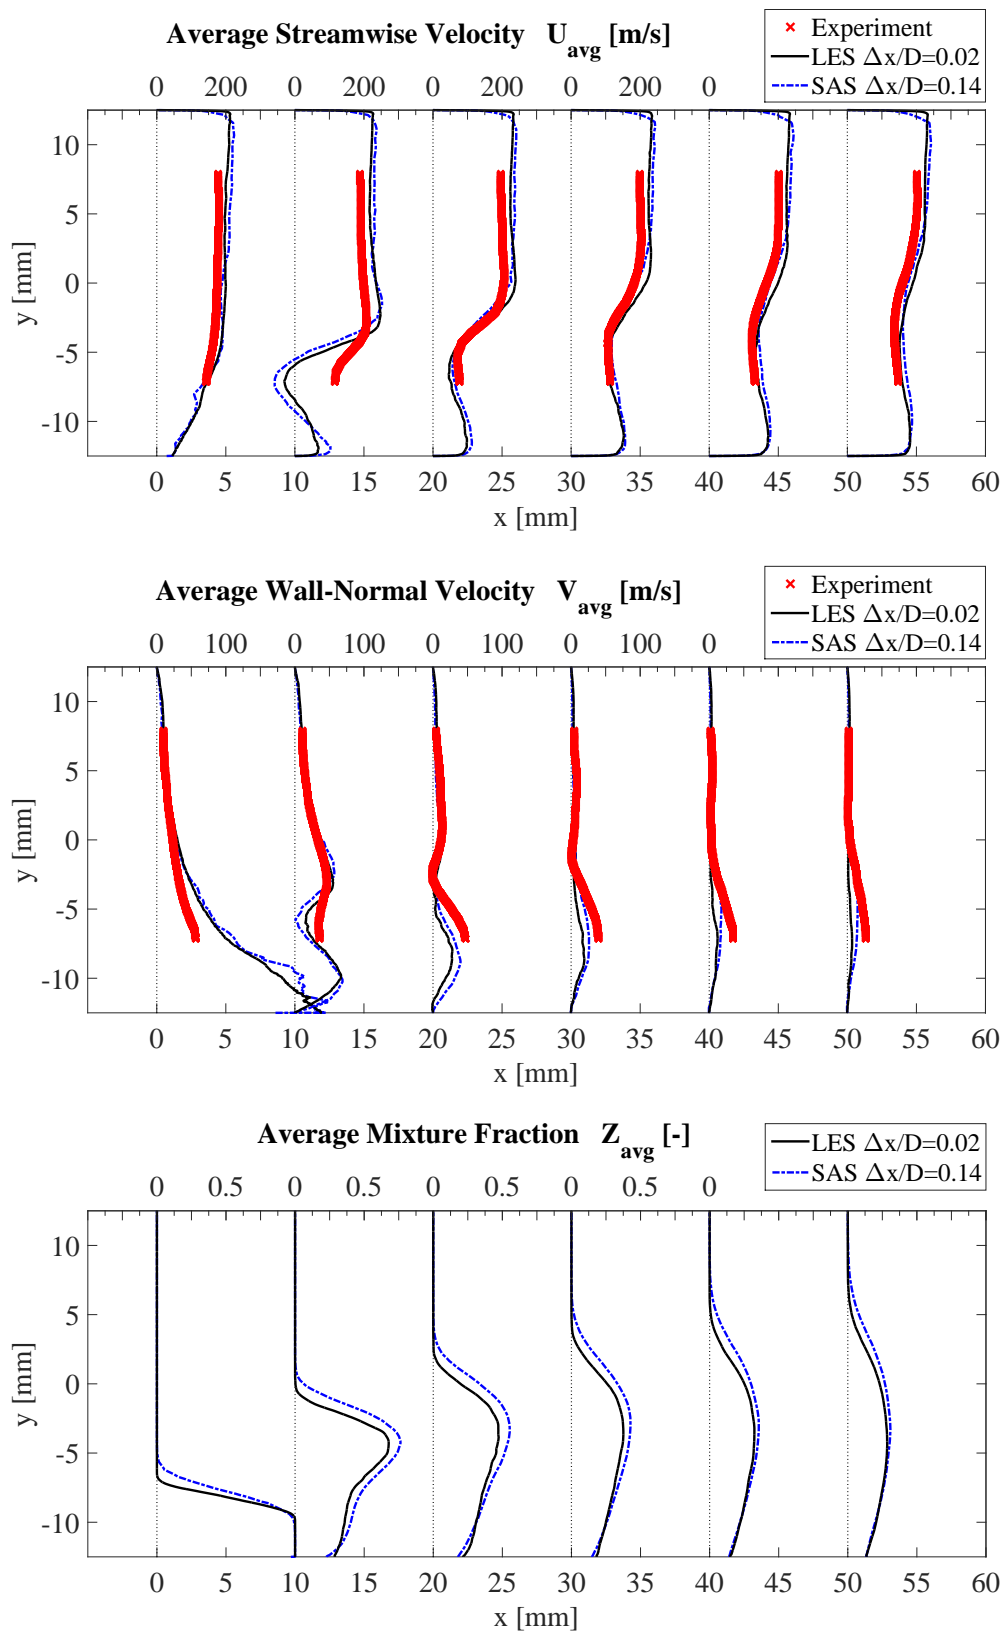 Average Streamwise Velocity U_avg [m/s]
Experiment
LES Δx/D=0.02
SAS Δx/D=0.14
0 200 0 200 0 200 0 200 0
10
5
0
-5
-10
y [mm]
0 5 10 15 20 25 30 35 40 45 50 55 60
x [mm]
Average Wall-Normal Velocity V_avg [m/s]
Experiment
LES Δx/D=0.02
SAS Δx/D=0.14
0 100 0 100 0 100 0 100 0
10
5
0
-5
-10
y [mm]
0 5 10 15 20 25 30 35 40 45 50 55 60
x [mm]
Average Mixture Fraction Z_avg [-]
LES Δx/D=0.02
SAS Δx/D=0.14
0 0.5 0 0.5 0 0.5 0 0.5 0
10
5
0
-5
-10
y [mm]
0 5 10 15 20 25 30 35 40 45 50 55 60
x [mm]